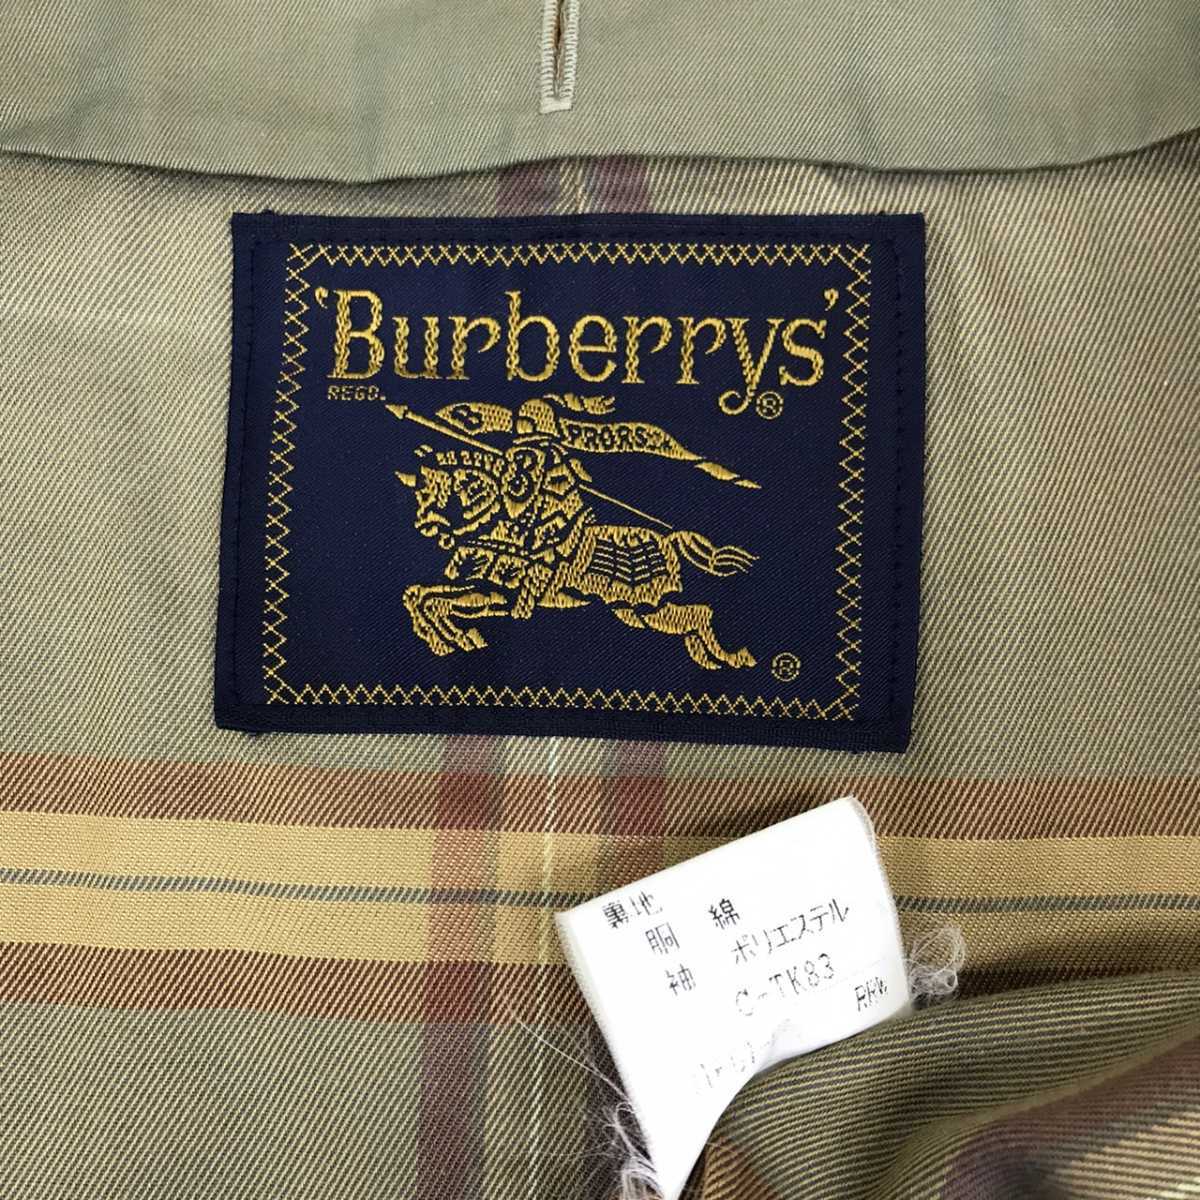 'Burberrys'
REGD.
®
B PRORSUM
B
®
裏地
胴 綿
袖 ポリエステル
C-TK83